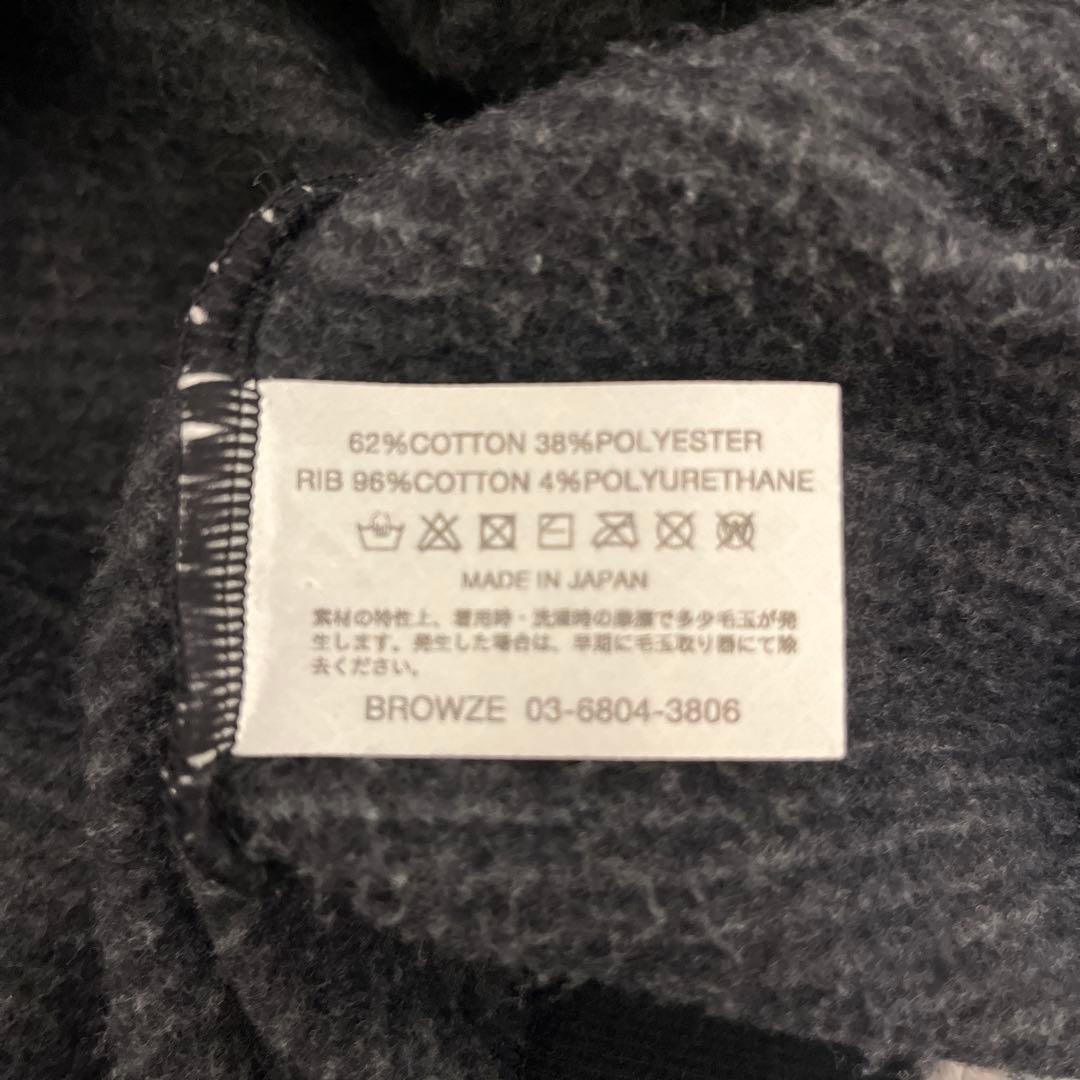 62%COTTON 38%POLYESTER
RIB 96%COTTON 4%POLYURETHANE
MADE IN JAPAN
素材の特性上、着用時・洗濯時の摩擦で多少毛玉が発
生します。発生した場合は、早期に毛玉取り器にて除
去ください。
BROWZE 03-6804-3806